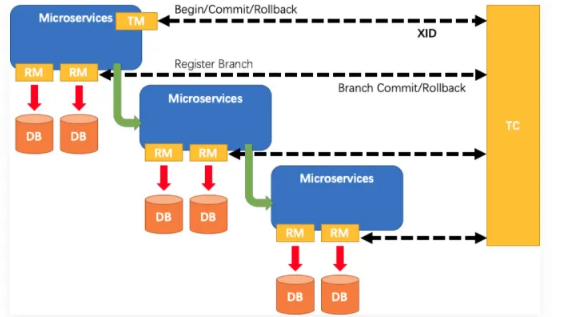 Begin/Commit/Rollback
Microservices
TM
XID
Register Branch
RM
RM
Branch Commit/Rollback
Microservices
TC
DB
DB
RM
RM
Microservices
DB
DB
RM
RM
DB
DB